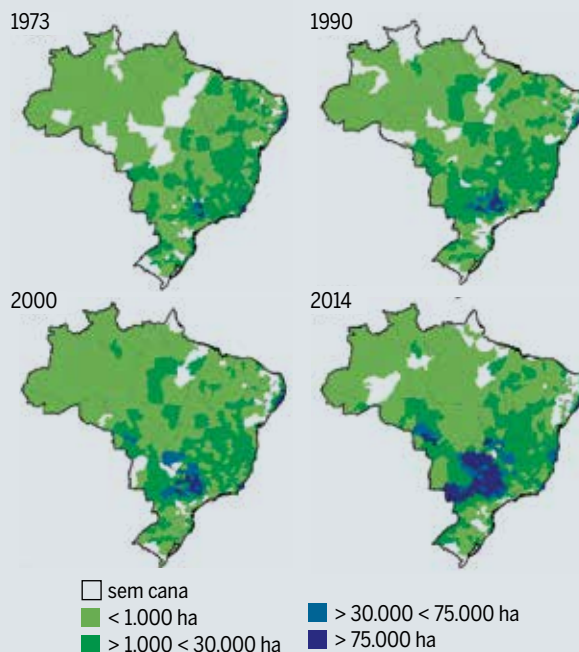 1973
1990
2000
2014
sem cana
< 1.000 ha
> 1.000 < 30.000 ha
> 30.000 < 75.000 ha
> 75.000 ha